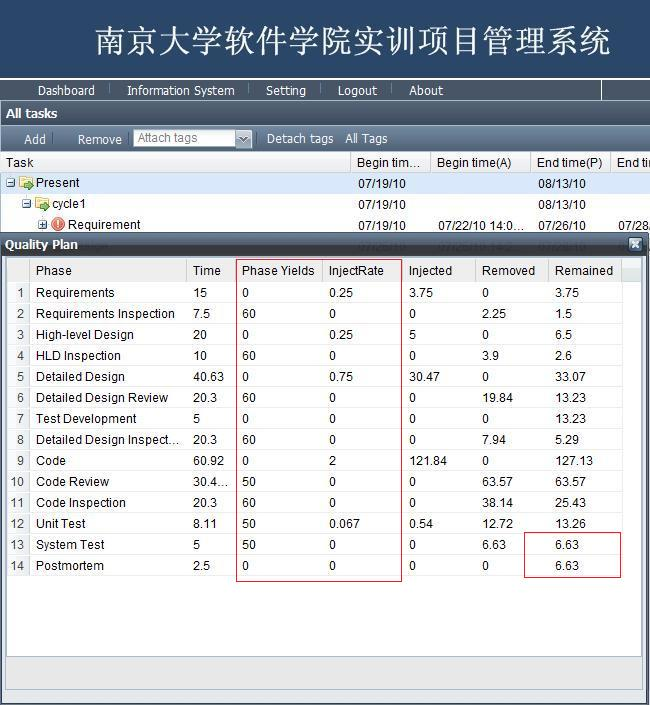 南京大学软件学院实训项目管理系统
Dashboard Information System Setting Logout About
All tasks
Add Remove Attach tags Detach tags All Tags
Task Begin tim... Begin time(A) End time(P) End ti
Present 07/19/10 08/13/10
cycle1 07/19/10 08/13/10
Requirement 07/19/10 07/22/10 14:0... 07/26/10 07/28
Quality Plan
Phase Time Phase Yields InjectRate Injected Removed Remained
1 Requirements 15 0 0.25 3.75 0 3.75
2 Requirements Inspection 7.5 60 0 0 2.25 1.5
3 High-level Design 20 0 0.25 5 0 6.5
4 HLD Inspection 10 60 0 0 3.9 2.6
5 Detailed Design 40.63 0 0.75 30.47 0 33.07
6 Detailed Design Review 20.3 60 0 0 19.84 13.23
7 Test Development 5 0 0 0 0 13.23
8 Detailed Design Inspect... 20.3 60 0 0 7.94 5.29
9 Code 60.92 0 2 121.84 0 127.13
10 Code Review 30.4... 50 0 0 63.57 63.57
11 Code Inspection 20.3 60 0 0 38.14 25.43
12 Unit Test 8.11 50 0.067 0.54 12.72 13.26
13 System Test 5 50 0 0 6.63 6.63
14 Postmortem 2.5 0 0 0 0 6.63